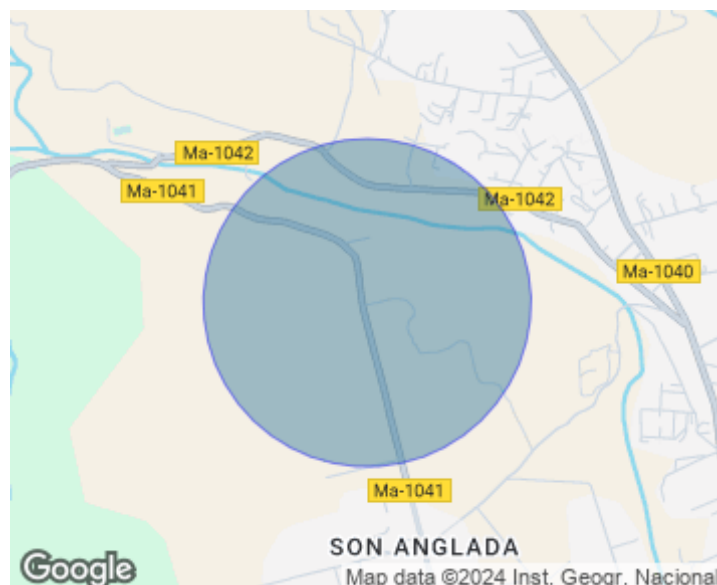 Ma-1042
Ma-1041
Ma-1042
Ma-1040
Ma-1041
SON ANGLADA
Google
Map data ©2024 Inst. Geogr. Nacional